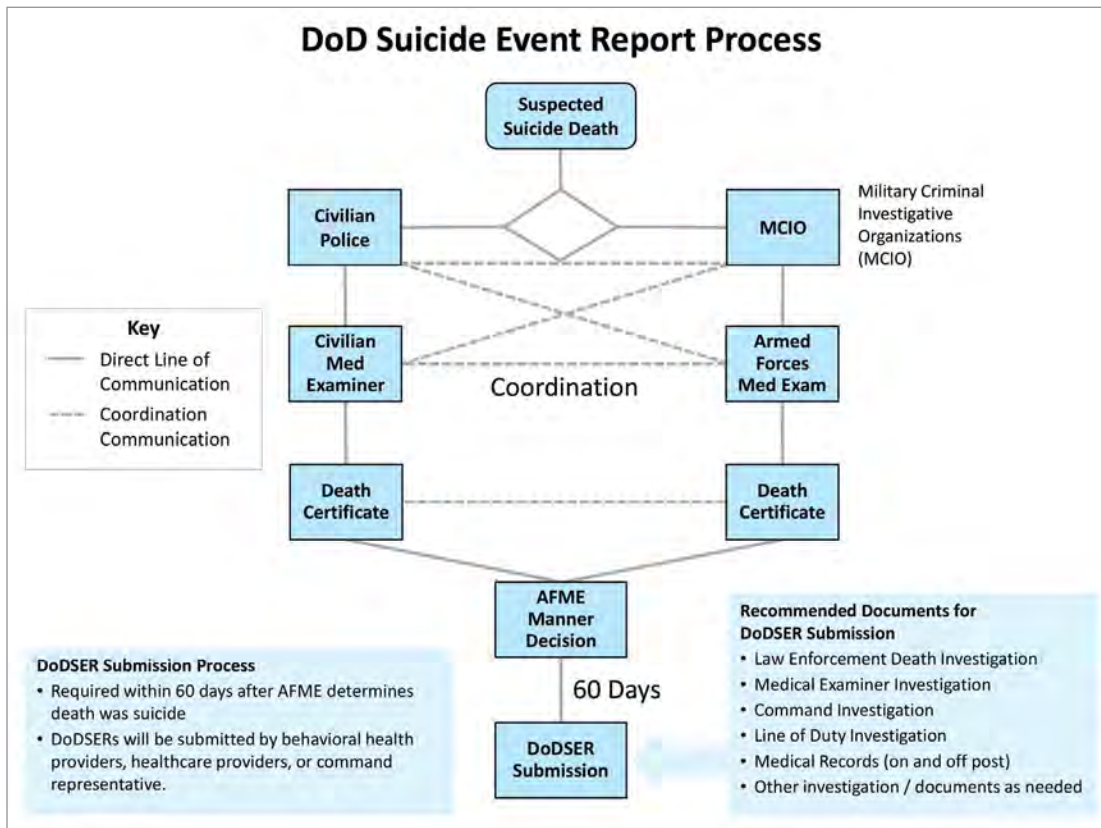 DoD Suicide Event Report Process
Suspected
Suicide Death
Civilian
Police
MCIO
Military Criminal
Investigative
Organizations
(MCIO)
Key
Direct Line of
Communication
Coordination
Communication
Civilian
Med
Examiner
Coordination
Armed
Forces
Med Exam
Death
Certificate
Death
Certificate
AFME
Manner
Decision
60 Days
DoDSER
Submission
DoDSER Submission Process
• Required within 60 days after AFME determines
death was suicide
• DoDSERs will be submitted by behavioral health
providers, healthcare providers, or command
representative.
Recommended Documents for
DoDSER Submission
• Law Enforcement Death Investigation
• Medical Examiner Investigation
• Command Investigation
• Line of Duty Investigation
• Medical Records (on and off post)
• Other investigation / documents as needed